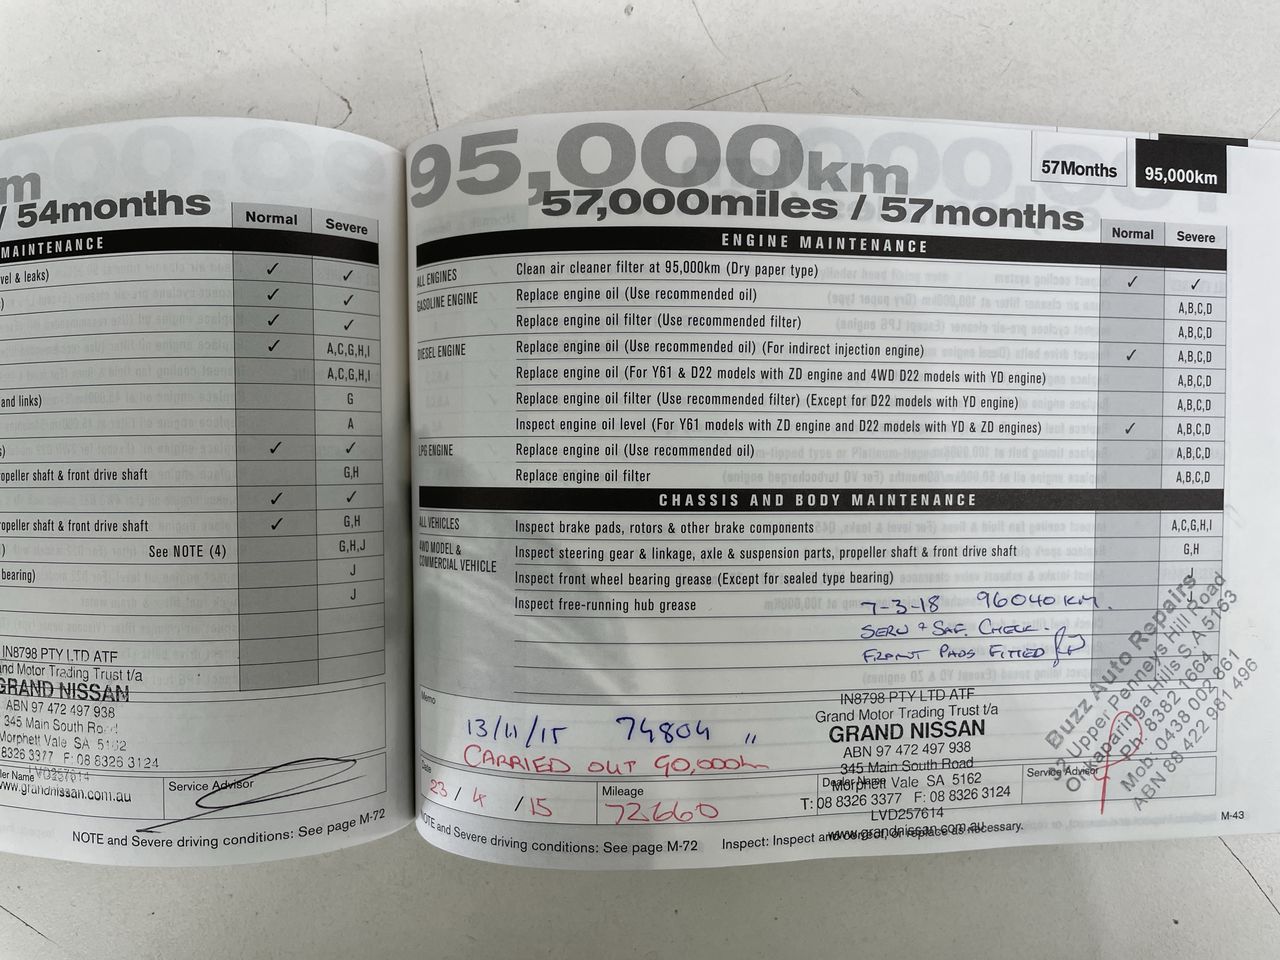 m
/ 54months
Normal
Severe
MAINTENANCE
vel & leaks)
✓ ✓
)
✓ ✓
✓ ✓
✓ A,C,G,H,I
A,C,G,H,I
and links)
G
A
s)
✓ ✓
opeller shaft & front drive shaft
G,H
✓ ✓
opeller shaft & front drive shaft
✓ G,H
) See NOTE (4)
G,H,J
bearing)
J
J
IN8798 PTY LTD ATF
and Motor Trading Trust t/a
GRAND NISSAN
ABN 97 472 497 938
345 Main South Road
Morphett Vale SA 5162
8326 3377 F: 08 8326 3124
LVD257614
ler Name
www.grandnissan.com.au
Service Advisor
NOTE and Severe driving conditions: See page M-72
95,000km
57,000miles / 57months
57Months
95,000km
Normal
Severe
ENGINE MAINTENANCE
ALL ENGINES Clean air cleaner filter at 95,000km (Dry paper type) ✓ ✓
GASOLINE ENGINE Replace engine oil (Use recommended oil) A,B,C,D
Replace engine oil filter (Use recommended filter) A,B,C,D
DIESEL ENGINE Replace engine oil (Use recommended oil) (For indirect injection engine) ✓ A,B,C,D
Replace engine oil (For Y61 & D22 models with ZD engine and 4WD D22 models with YD engine) A,B,C,D
Replace engine oil filter (Use recommended filter) (Except for D22 models with YD engine) A,B,C,D
Inspect engine oil level (For Y61 models with ZD engine and D22 models with YD & ZD engines) ✓ A,B,C,D
LPG ENGINE Replace engine oil (Use recommended oil) A,B,C,D
Replace engine oil filter A,B,C,D
CHASSIS AND BODY MAINTENANCE
ALL VEHICLES Inspect brake pads, rotors & other brake components A,C,G,H,I
4WD MODEL & COMMERCIAL VEHICLE Inspect steering gear & linkage, axle & suspension parts, propeller shaft & front drive shaft G,H
Inspect front wheel bearing grease (Except for sealed type bearing) J
Inspect free-running hub grease J
7-3-18 96040 KM.
SERV + SAF. CHECK.
FRONT PADS FITTED
Buzz Auto Repairs
32 Upper Penneys Hill Road
Onkaparinga Hills S.A 5163
Ph: 8382 1664
Mob: 0438 002 861
ABN 88 422 981 496
Memo
13/11/15 74804 "
CARRIED OUT 90,000km
IN8798 PTY LTD ATF
Grand Motor Trading Trust t/a
GRAND NISSAN
ABN 97 472 497 938
345 Main South Road
Morphett Vale SA 5162
T: 08 8326 3377 F: 08 8326 3124
LVD257614
www.grandnissan.com.au
Date
23 / 4 / 15
Mileage
72660
Dealer Name
Service Advisor
NOTE and Severe driving conditions: See page M-72
Inspect: Inspect and correct, or replace as necessary.
M-43